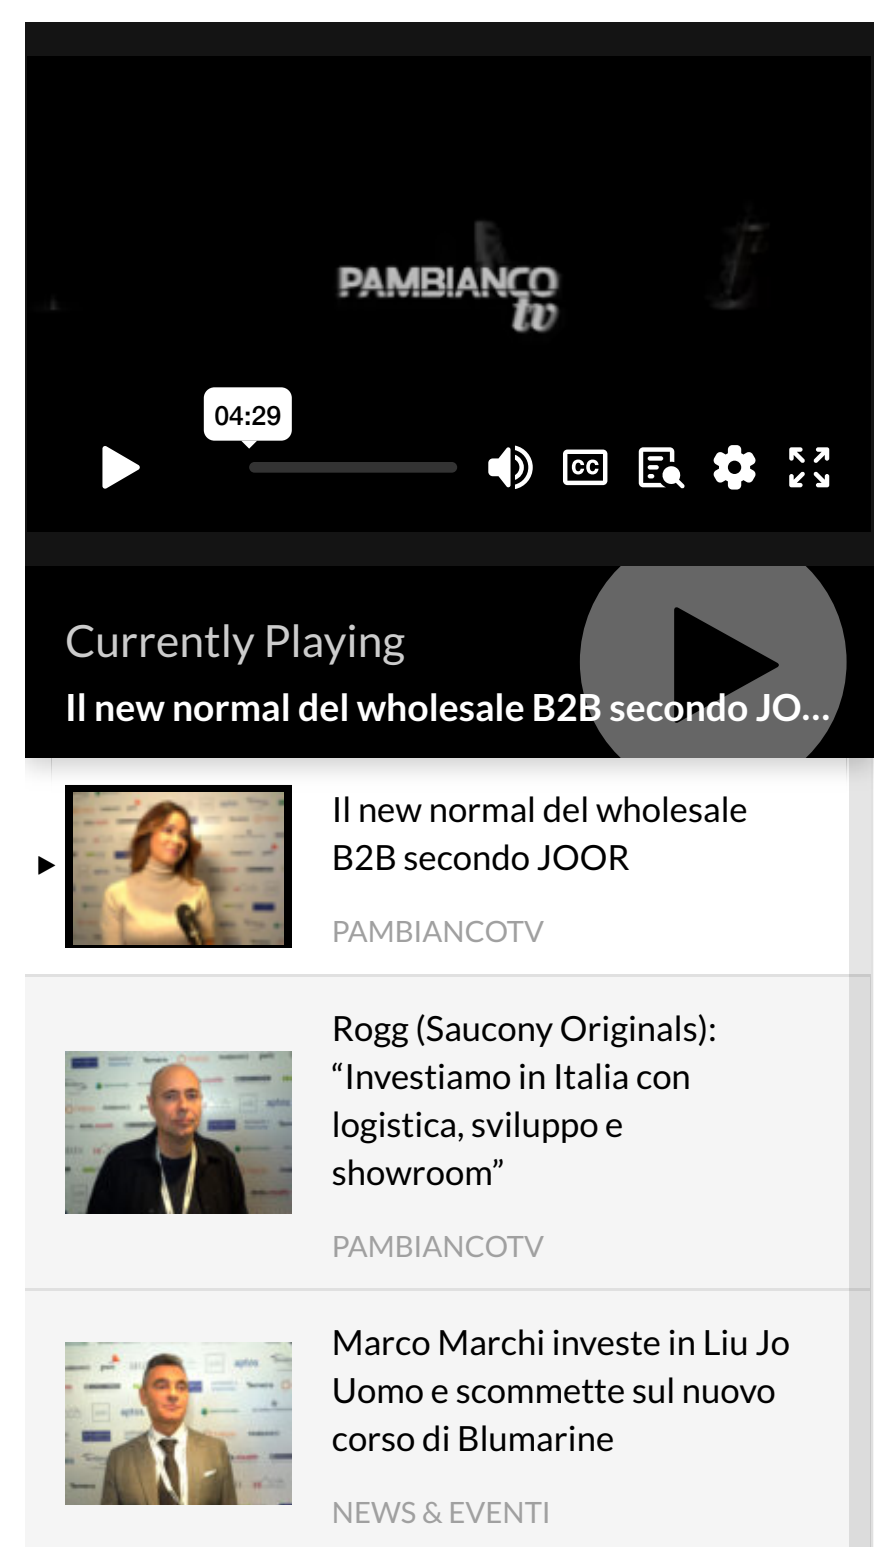 PAMBIANCO
tv
04:29
CC
Currently Playing
Il new normal del wholesale B2B secondo JO...
Il new normal del wholesale
B2B secondo JOOR
PAMBIANCOTV
Rogg (Saucony Originals):
“Investiamo in Italia con
logistica, sviluppo e
showroom”
PAMBIANCOTV
Marco Marchi investe in Liu Jo
Uomo e scommette sul nuovo
corso di Blumarine
NEWS & EVENTI